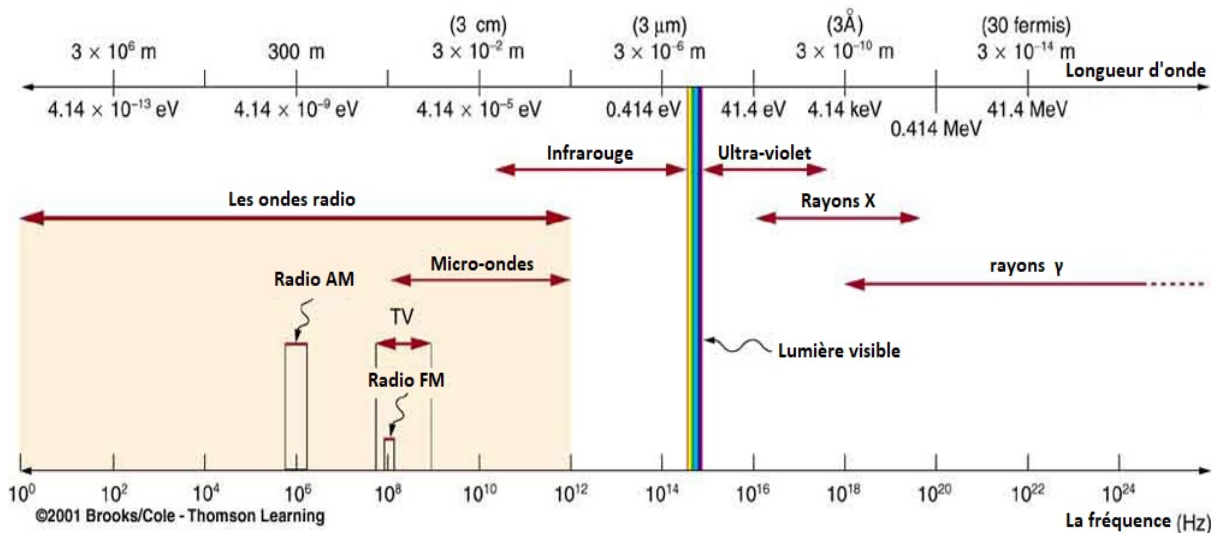 (3 cm) (3 μm) (3Å) (30 fermis)
3 × 10⁶ m 300 m 3 × 10⁻² m 3 × 10⁻⁶ m 3 × 10⁻¹⁰ m 3 × 10⁻¹⁴ m
Longueur d'onde
4.14 × 10⁻¹³ eV 4.14 × 10⁻⁹ eV 4.14 × 10⁻⁵ eV 0.414 eV 41.4 eV 4.14 keV 41.4 MeV
0.414 MeV
Infrarouge Ultra-violet
Les ondes radio Rayons X
Micro-ondes rayons γ
Radio AM
TV
Lumière visible
Radio FM
10⁰ 10² 10⁴ 10⁶ 10⁸ 10¹⁰ 10¹² 10¹⁴ 10¹⁶ 10¹⁸ 10²⁰ 10²² 10²⁴
©2001 Brooks/Cole - Thomson Learning La fréquence (Hz)